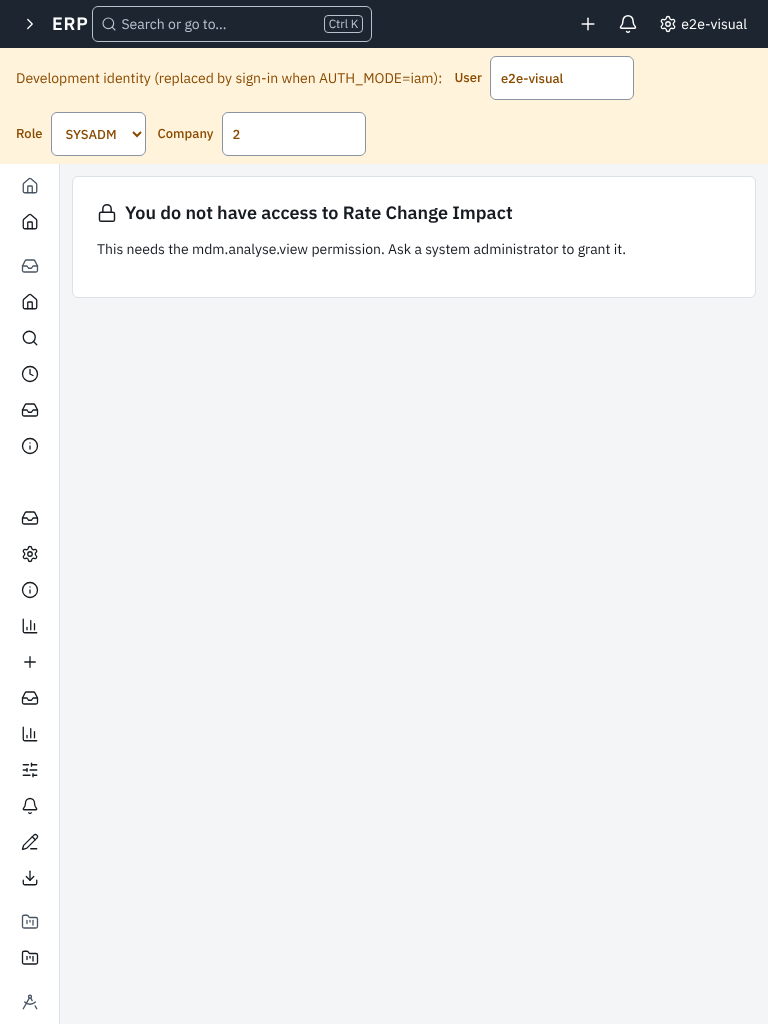 ERP Search or go to... Ctrl K e2e-visual
Development identity (replaced by sign-in when AUTH_MODE=iam): User e2e-visual
Role SYSADM Company 2
You do not have access to Rate Change Impact
This needs the mdm.analyse.view permission. Ask a system administrator to grant it.